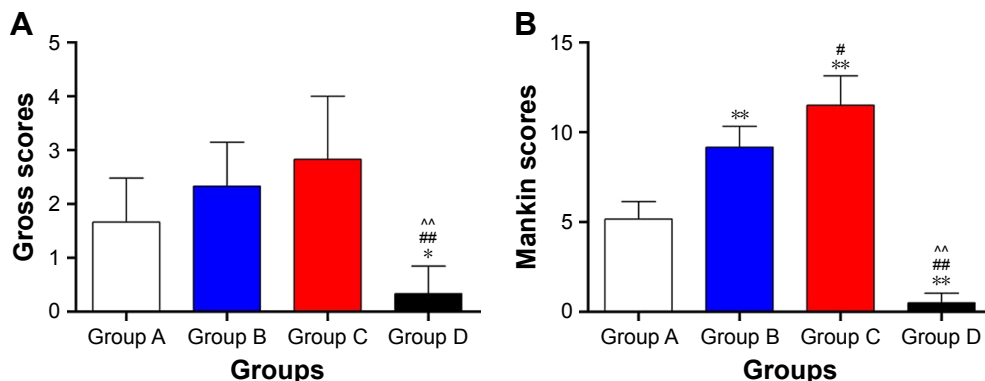 A
Gross scores
5
4
3
2
1
0
^^
##
*
Group A Group B Group C Group D
Groups
B
Mankin scores
15
10
5
0
**
#
**
^^
##
**
Group A Group B Group C Group D
Groups